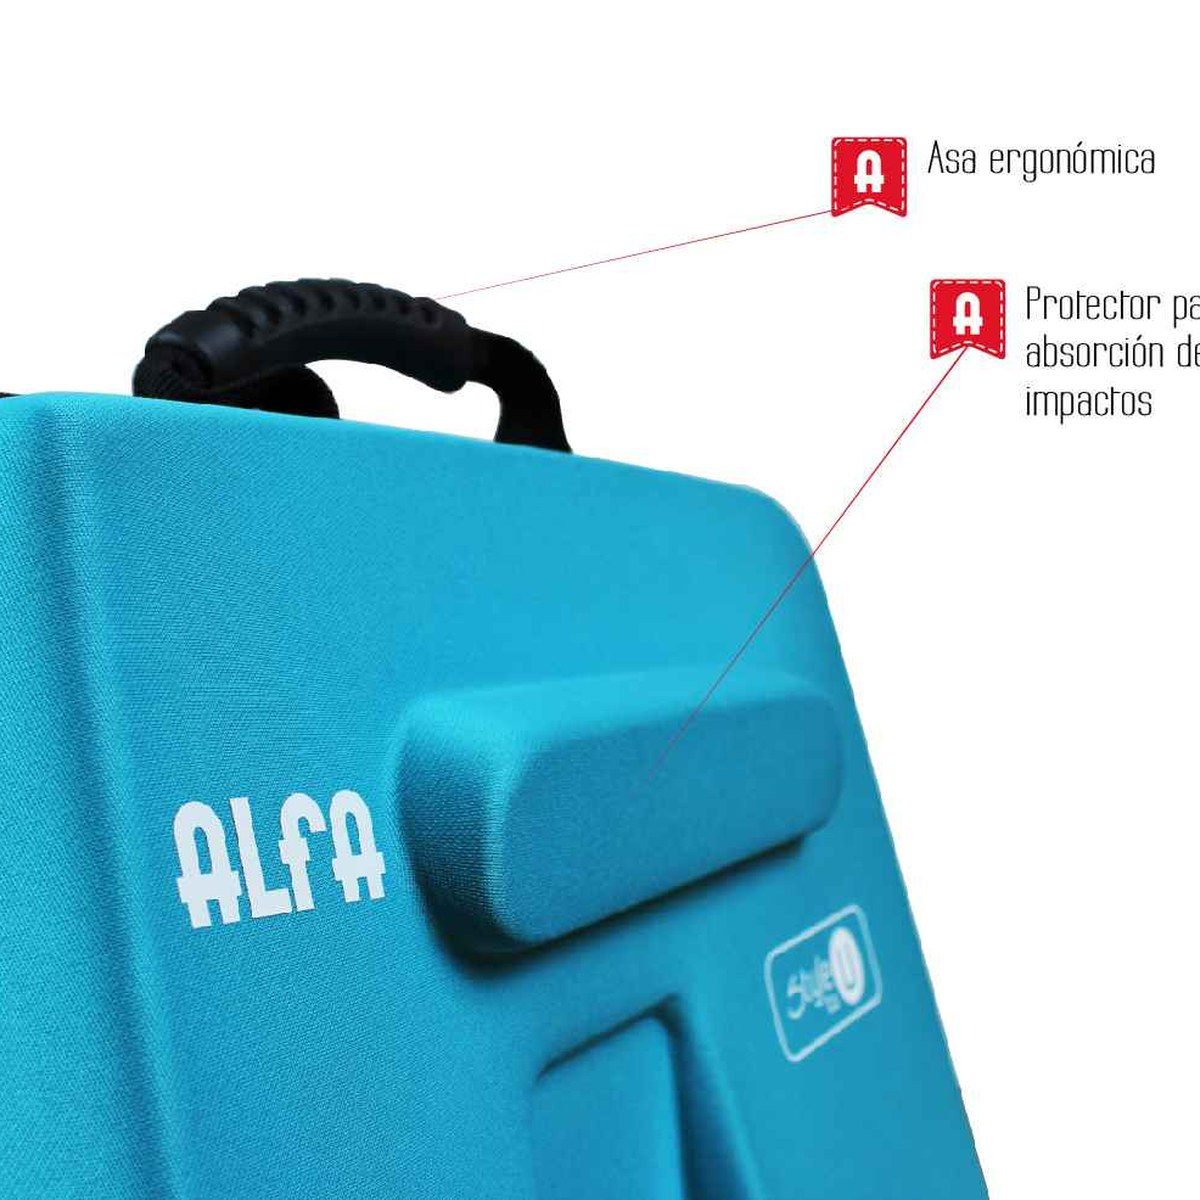 A
Asa ergonómica
A
Protector pa
absorción de
impactos
ALFA
Style
U